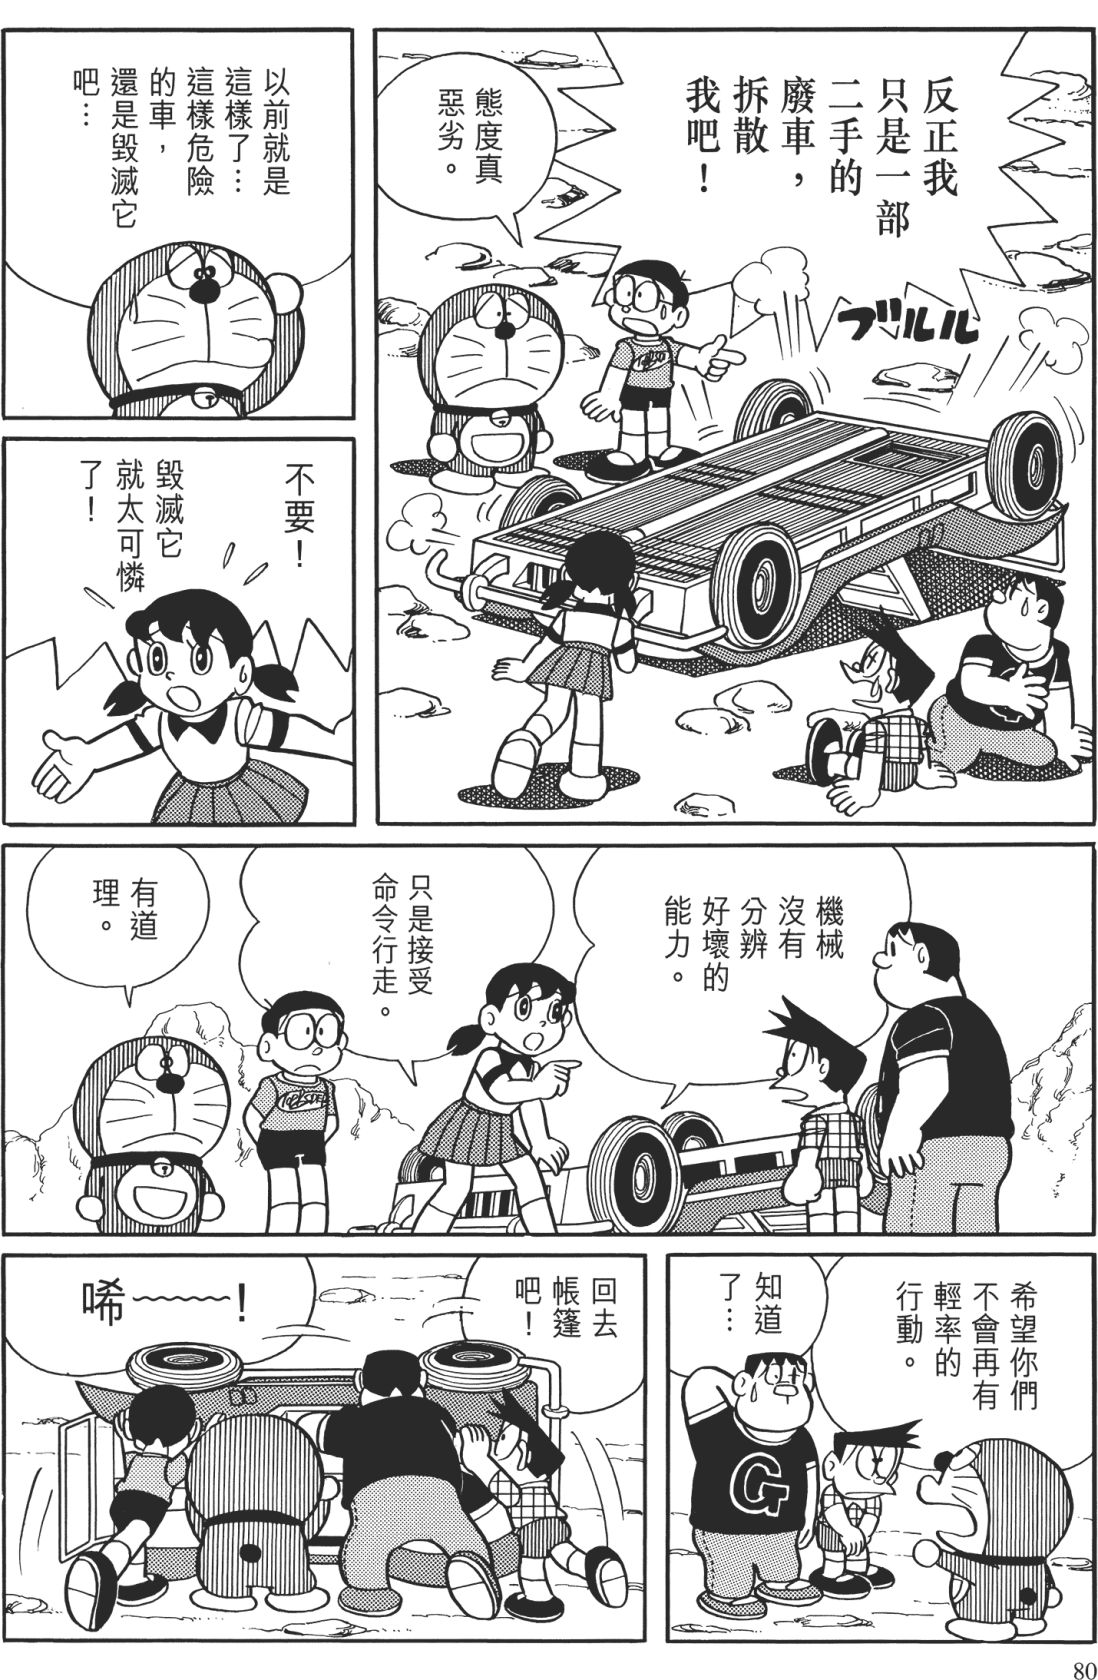 反正我
只是一部
二手的
廢車，
拆散
我吧！
態度真
惡劣。
ブルルル
以前就是
這樣了…
這樣危險
的車，
還是毀滅它
吧…
不要！
毀滅它
就太可憐
了！
機械
沒有
分辨
好壞的
能力。
只是接受
命令行走。
有道
理。
希望你們
不會再有
輕率的
行動。
知道
了…
G
回去
帳篷
吧！
唏~~~~！
80